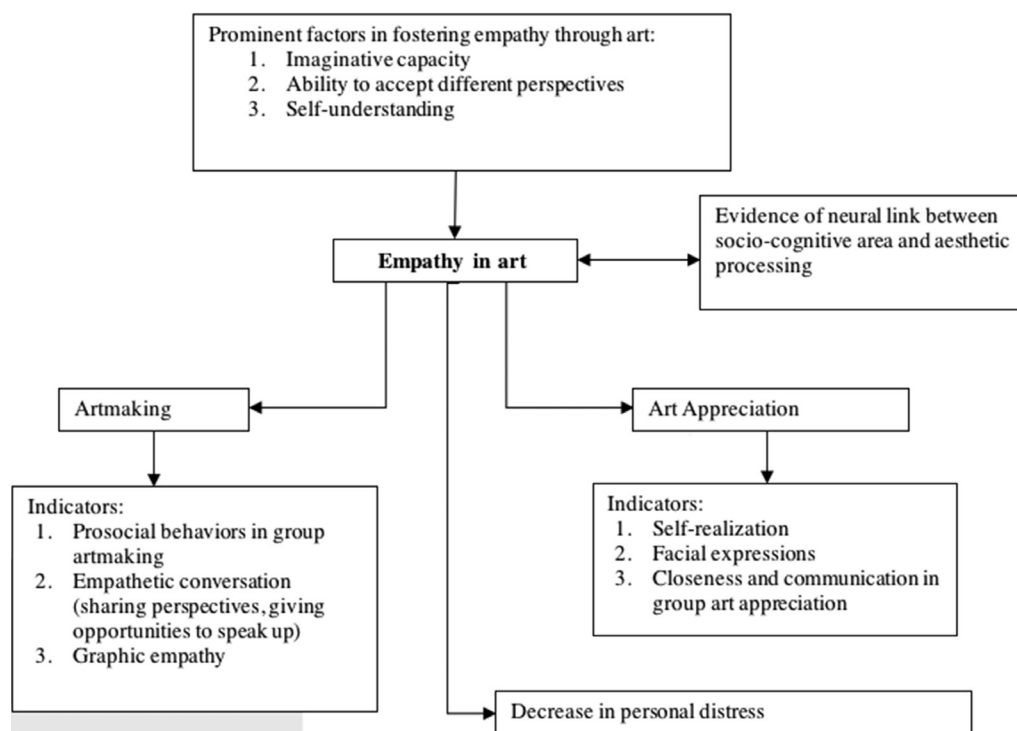 Prominent factors in fostering empathy through art:
1. Imaginative capacity
2. Ability to accept different perspectives
3. Self-understanding
Evidence of neural link between
socio-cognitive area and aesthetic
processing
Empathy in art
Artmaking
Art Appreciation
Indicators:
1. Prosocial behaviors in group
artmaking
2. Empathetic conversation
(sharing perspectives, giving
opportunities to speak up)
3. Graphic empathy
Indicators:
1. Self-realization
2. Facial expressions
3. Closeness and communication in
group art appreciation
Decrease in personal distress